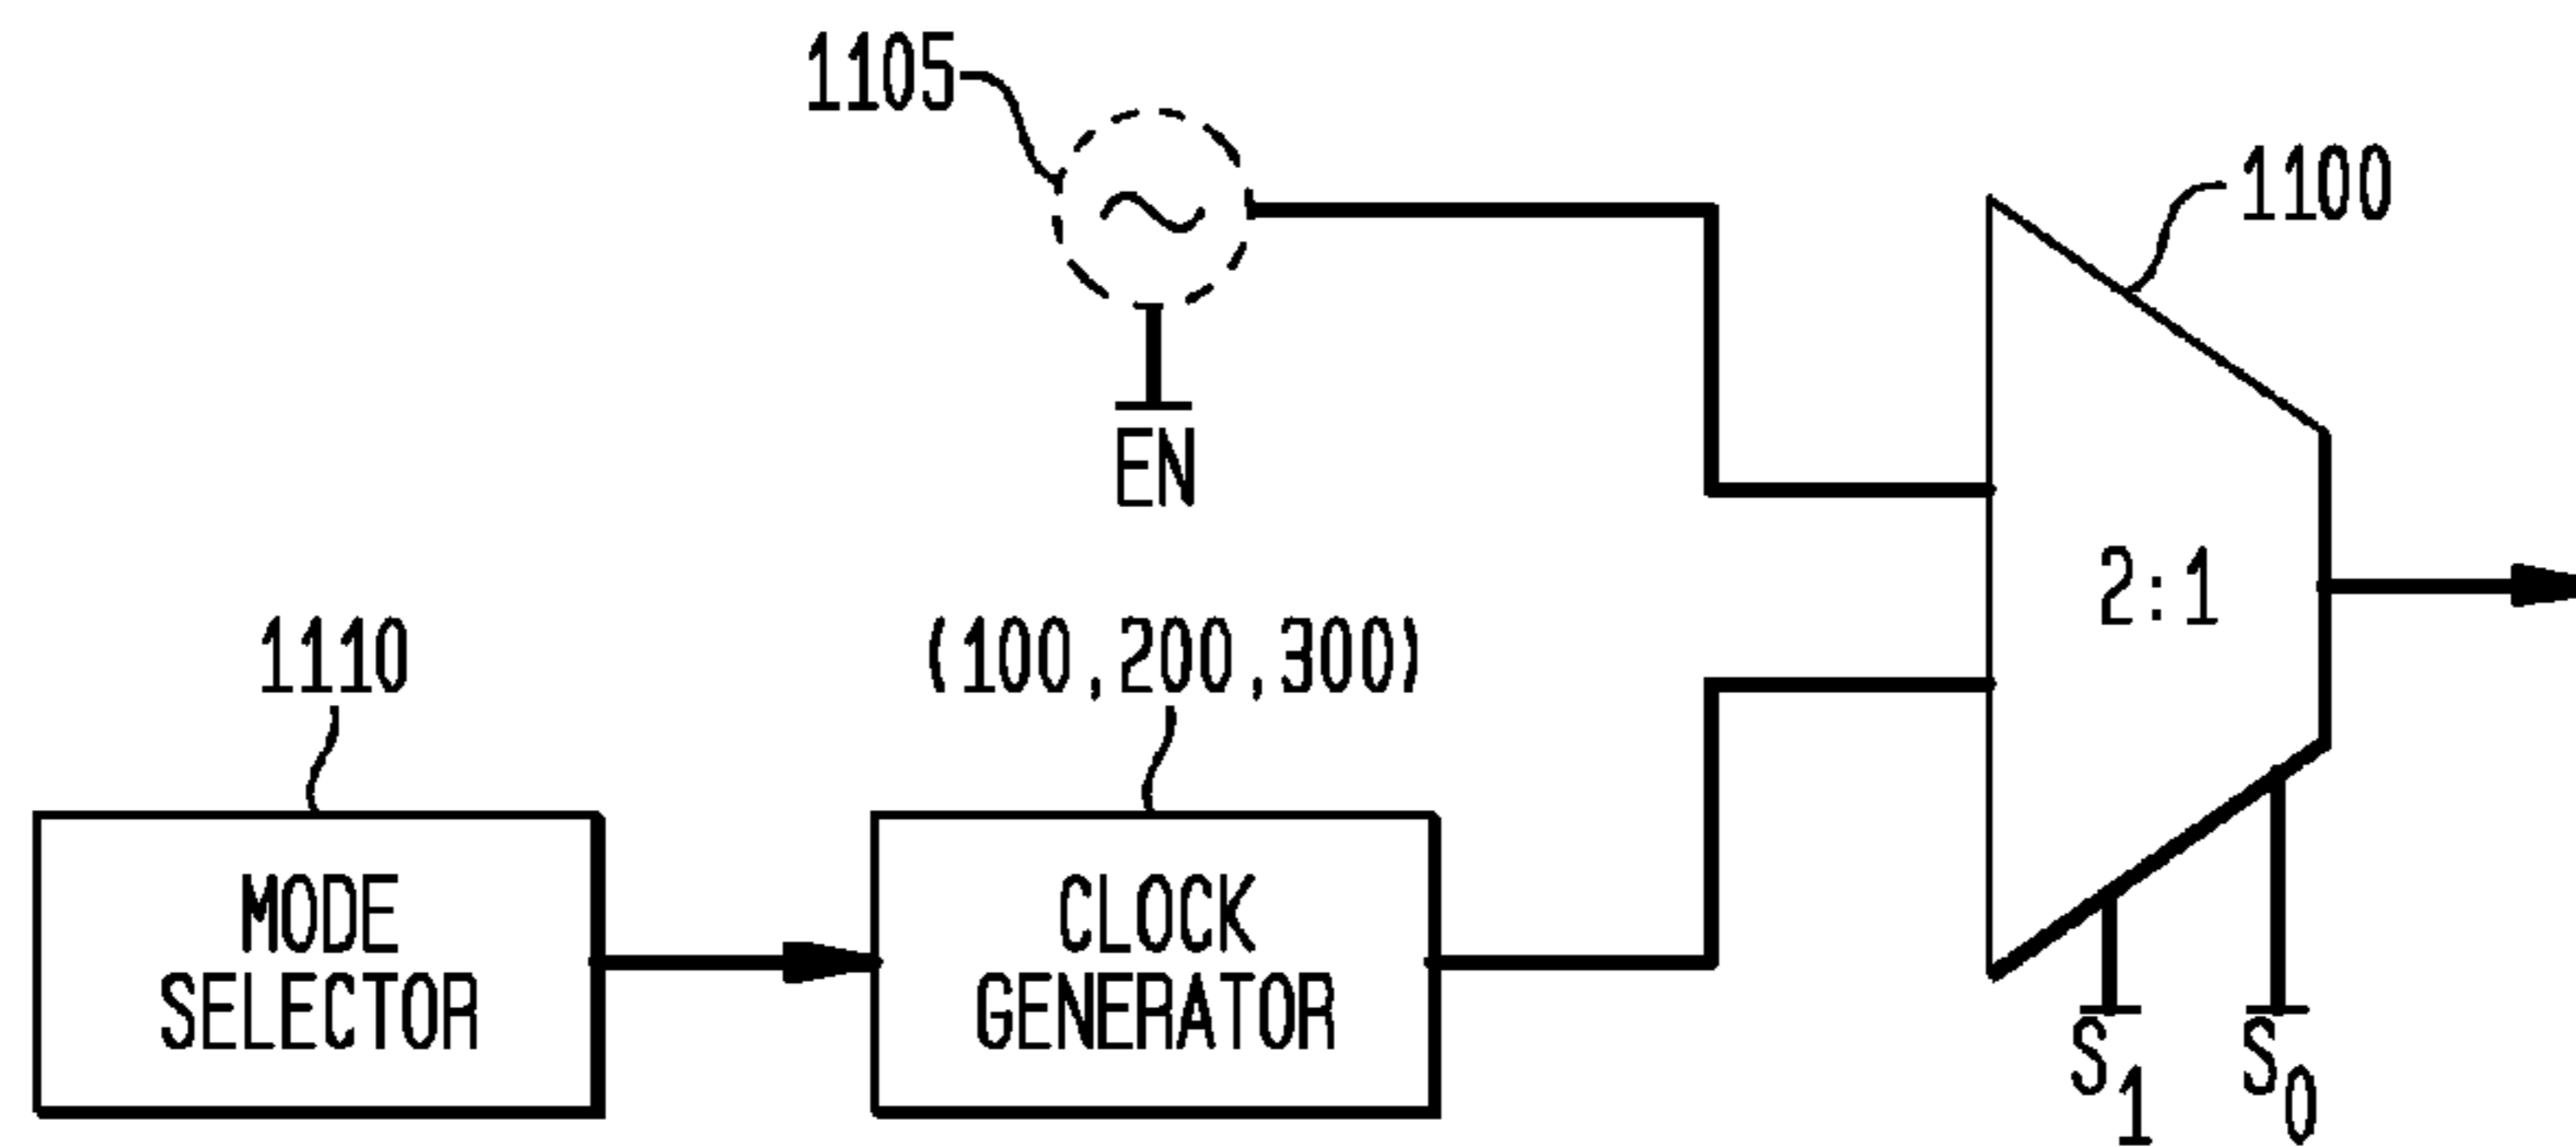 1105
1100
EN
2:1
1110
(100,200,300)
MODE
SELECTOR
CLOCK
GENERATOR
S1
S0